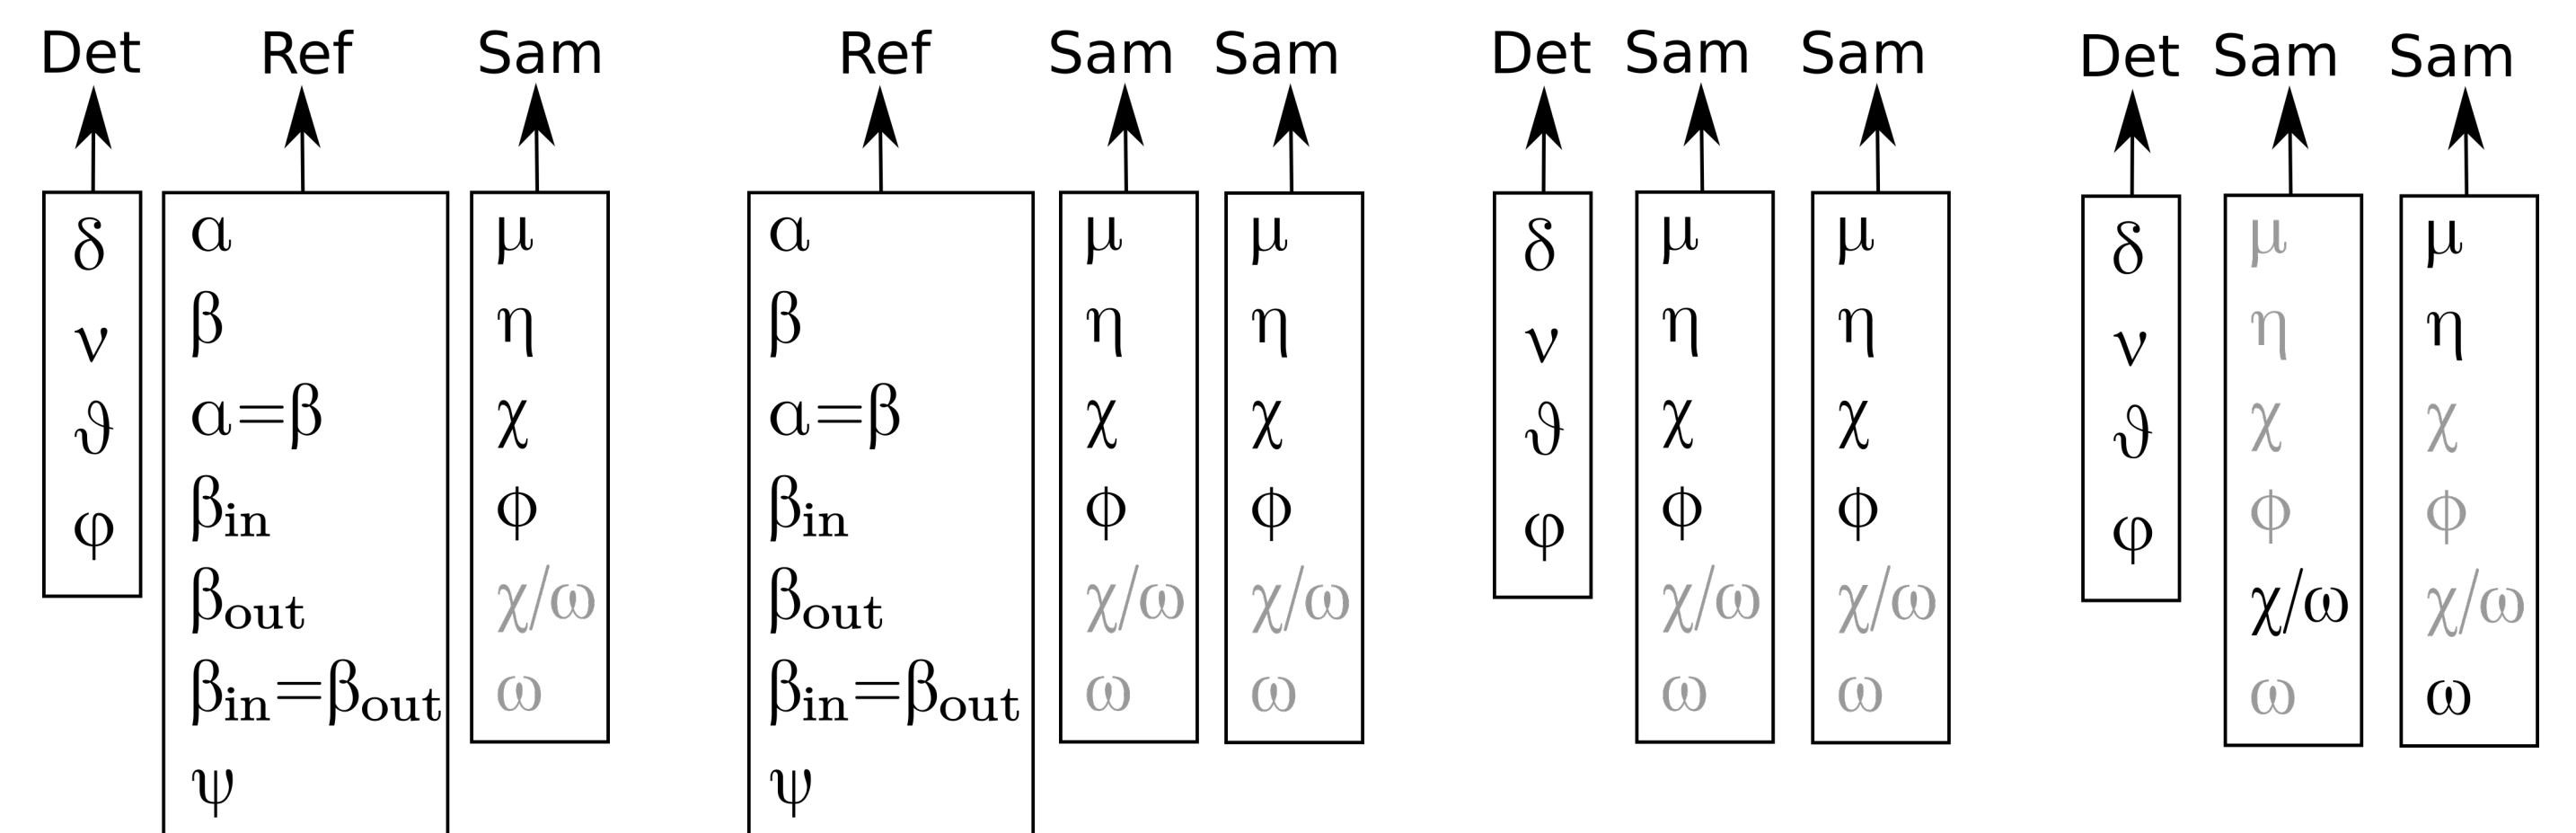 Det Ref Sam Ref Sam Sam Det Sam Sam Det Sam Sam
δ
ν
ϑ
φ
α
β
α=β
βin
βout
βin=βout
ψ
μ
η
χ
ϕ
χ/ω
ω
α
β
α=β
βin
βout
βin=βout
ψ
μ
η
χ
ϕ
χ/ω
ω
μ
η
χ
ϕ
χ/ω
ω
δ
ν
ϑ
φ
μ
η
χ
ϕ
χ/ω
ω
μ
η
χ
ϕ
χ/ω
ω
δ
ν
ϑ
φ
μ
η
χ
ϕ
χ/ω
ω
μ
η
χ
ϕ
χ/ω
ω